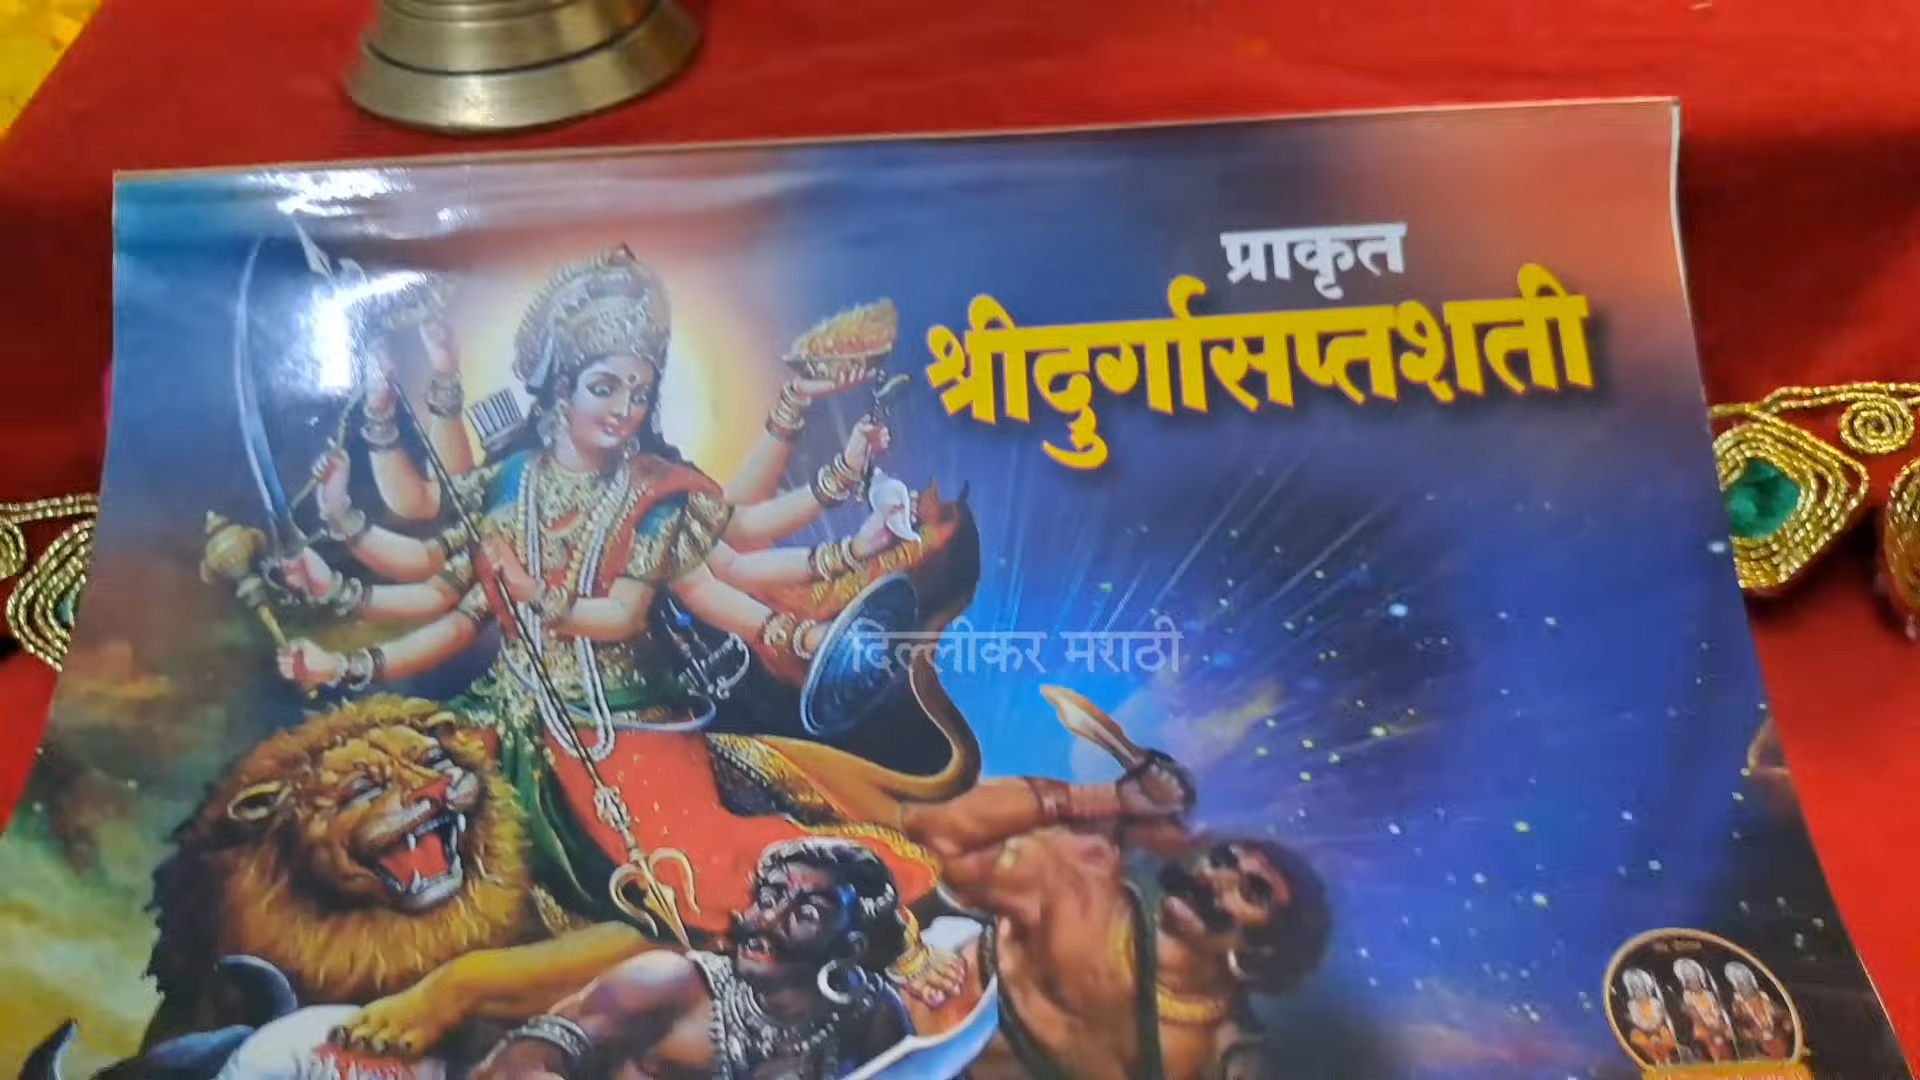 प्राकृत
श्रीदुर्गासप्तशती
दिल्लीकर मराठी